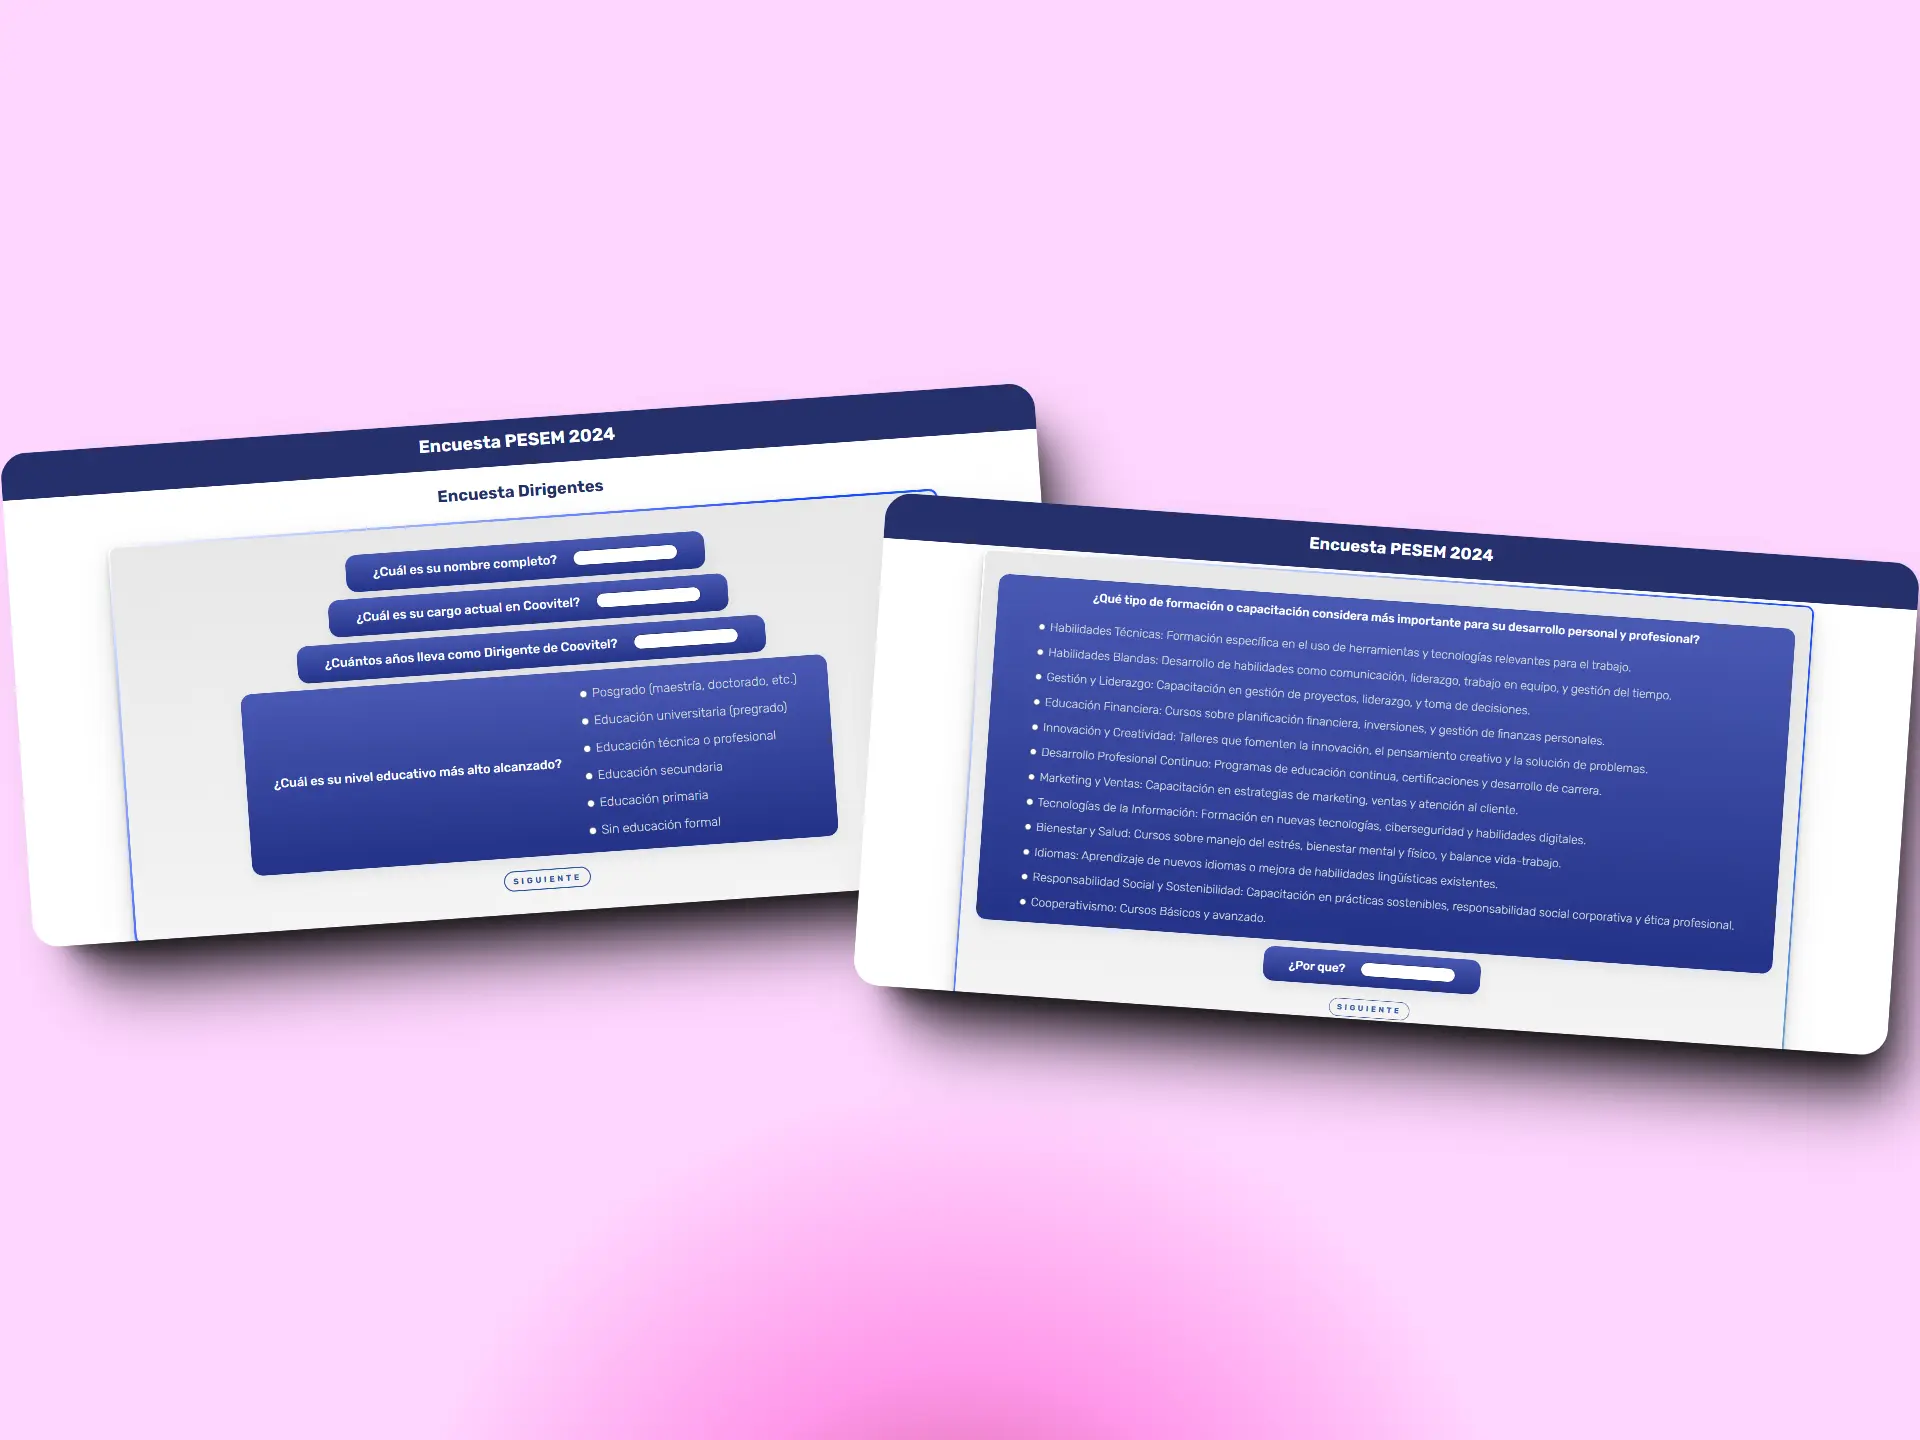 Encuesta PESEM 2024
Encuesta Dirigentes
¿Cuál es su nombre completo?
¿Cuál es su cargo actual en Coovitel?
¿Cuántos años lleva como Dirigente de Coovitel?
¿Cuál es su nivel educativo más alto alcanzado?
Posgrado (maestría, doctorado, etc.)
Educación universitaria (pregrado)
Educación técnica o profesional
Educación secundaria
Educación primaria
Sin educación formal
SIGUIENTE
Encuesta PESEM 2024
¿Qué tipo de formación o capacitación considera más importante para su desarrollo personal y profesional?
Habilidades Técnicas: Formación específica en el uso de herramientas y tecnologías relevantes para el trabajo.
Habilidades Blandas: Desarrollo de habilidades como comunicación, liderazgo, trabajo en equipo, y gestión del tiempo.
Gestión y Liderazgo: Capacitación en gestión de proyectos, liderazgo, y toma de decisiones.
Educación Financiera: Cursos sobre planificación financiera, inversiones, y gestión de finanzas personales.
Innovación y Creatividad: Talleres que fomenten la innovación, el pensamiento creativo y la solución de problemas.
Desarrollo Profesional Continuo: Programas de educación continua, certificaciones y desarrollo de carrera.
Marketing y Ventas: Capacitación en estrategias de marketing, ventas y atención al cliente.
Tecnologías de la Información: Formación en nuevas tecnologías, ciberseguridad y habilidades digitales.
Bienestar y Salud: Cursos sobre manejo del estrés, bienestar mental y físico, y balance vida-trabajo.
Idiomas: Aprendizaje de nuevos idiomas o mejora de habilidades lingüísticas existentes.
Responsabilidad Social y Sostenibilidad: Capacitación en prácticas sostenibles, responsabilidad social corporativa y ética profesional.
Cooperativismo: Cursos Básicos y avanzado.
¿Por que?
SIGUIENTE